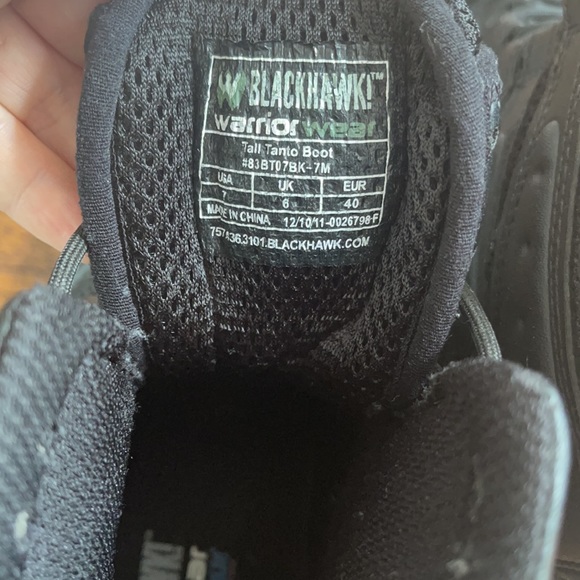 BLACKHAWK!™
warrior wear
Tall Tanto Boot
#83BT07BK-7M
USA UK EUR
6 40
MADE IN CHINA 12/10/11-0026798-F
757.436.3101.BLACKHAWK.COM